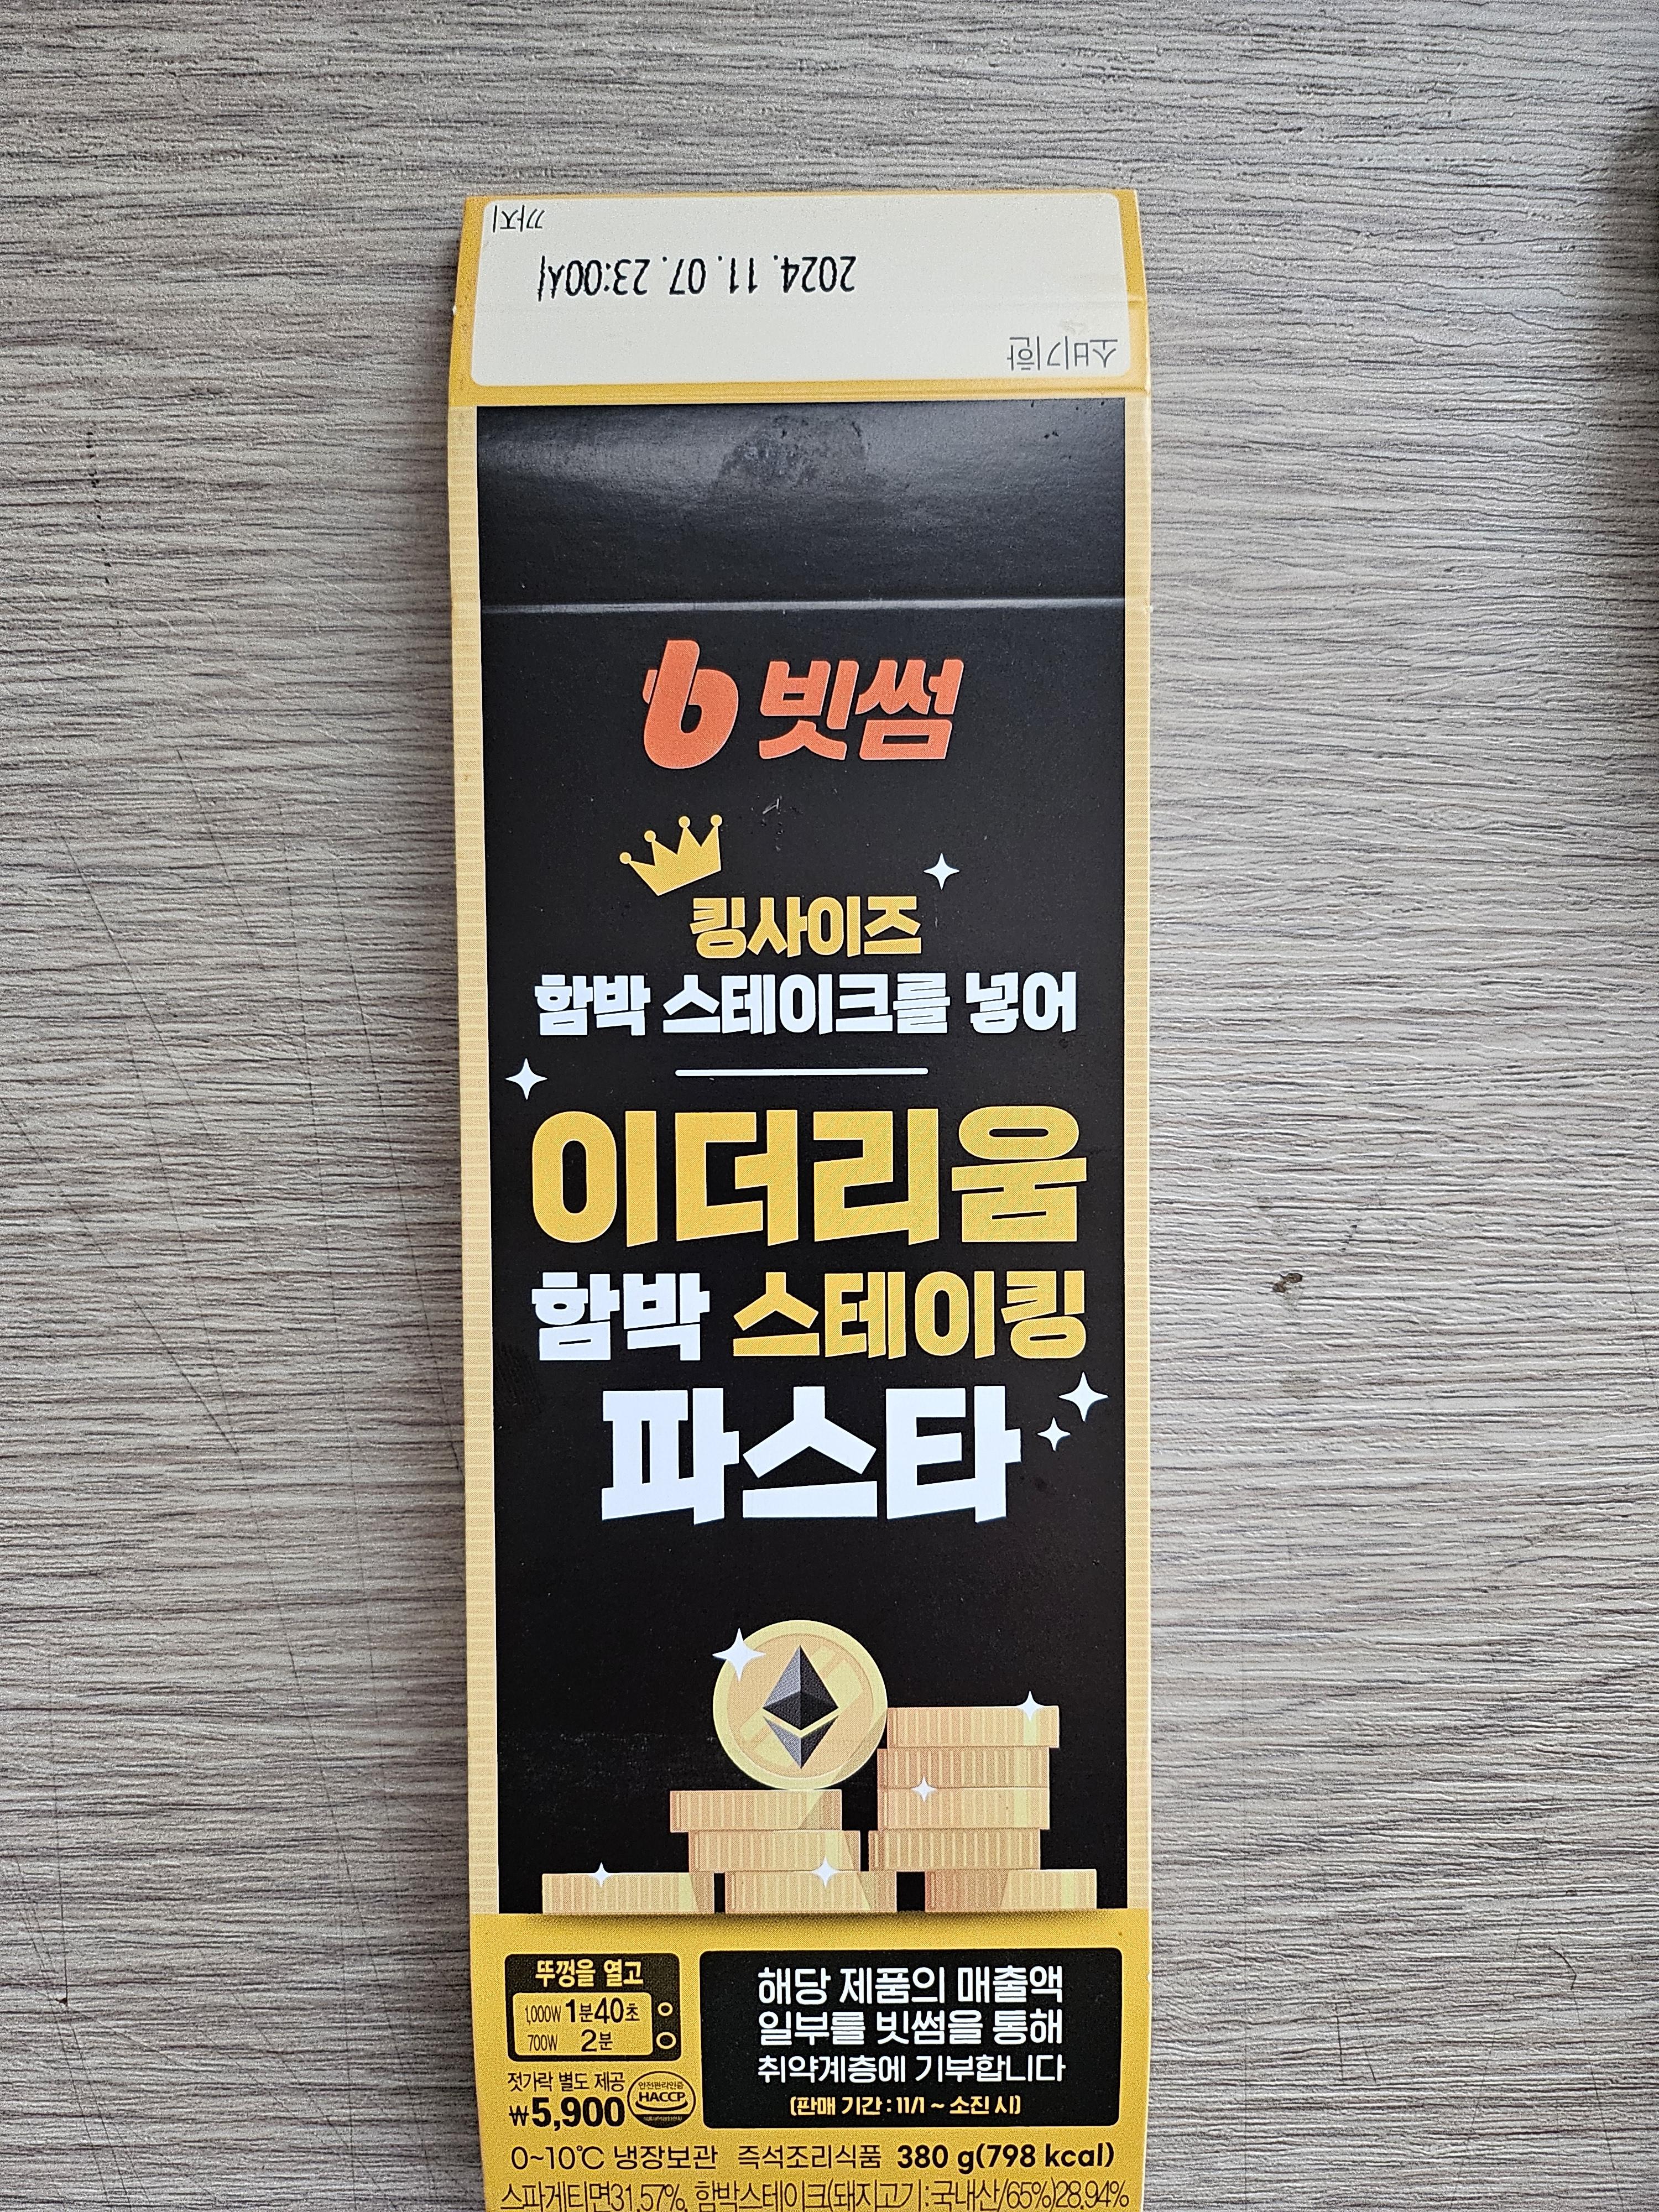 소비기한
2024. 11. 07. 23:00시
까지
빗썸
킹사이즈
함박 스테이크를 넣어
이더리움
함박 스테이킹
파스타
뚜껑을 열고
1,000W 1분40초
700W 2분
젓가락 별도 제공
₩5,900
안전관리인증
HACCP
해당 제품의 매출액
일부를 빗썸을 통해
취약계층에 기부합니다
(판매 기간 : 11/1 ~ 소진 시)
0~10℃ 냉장보관 즉석조리식품 380 g(798 kcal)
스파게티면31.57%, 함박스테이크(돼지고기:국내산/65%)28.94%